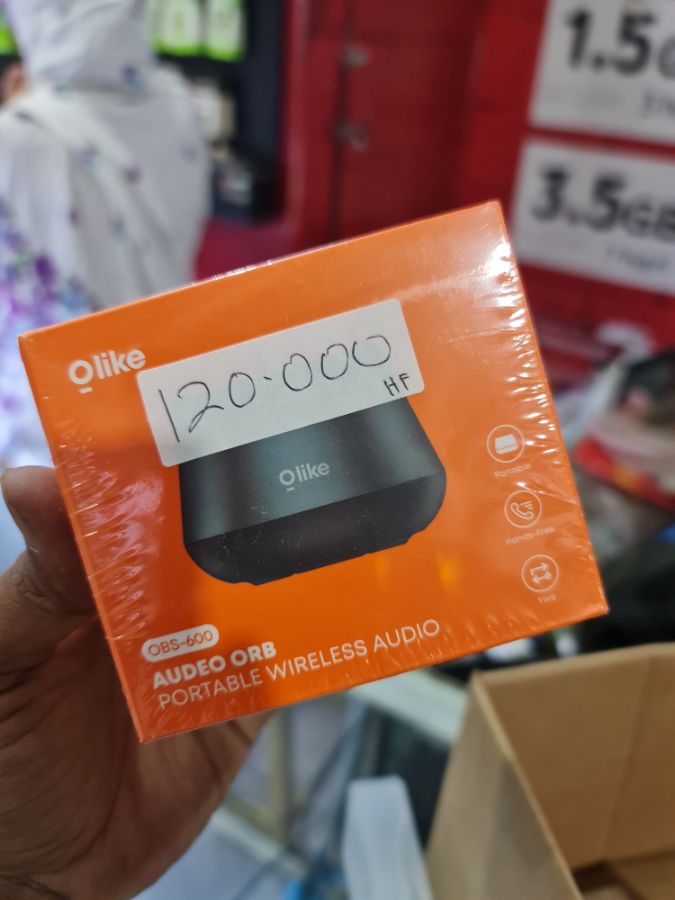 1.5G
3.5GB
Olike
120.000
HF
Olike
Portable
Hands-Free
TWS
OBS-600
AUDEO ORB
PORTABLE WIRELESS AUDIO